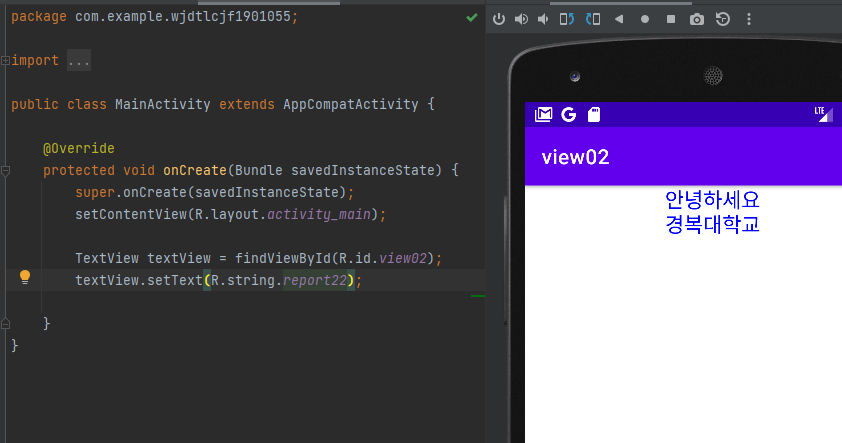 package com.example.wjdtlcjf1901055;
import ...
public class MainActivity extends AppCompatActivity {
@Override
protected void onCreate(Bundle savedInstanceState) {
super.onCreate(savedInstanceState);
setContentView(R.layout.activity_main);
TextView textView = findViewById(R.id.view02);
textView.setText(R.string.report22);
}
}
LTE
view02
안녕하세요
경복대학교